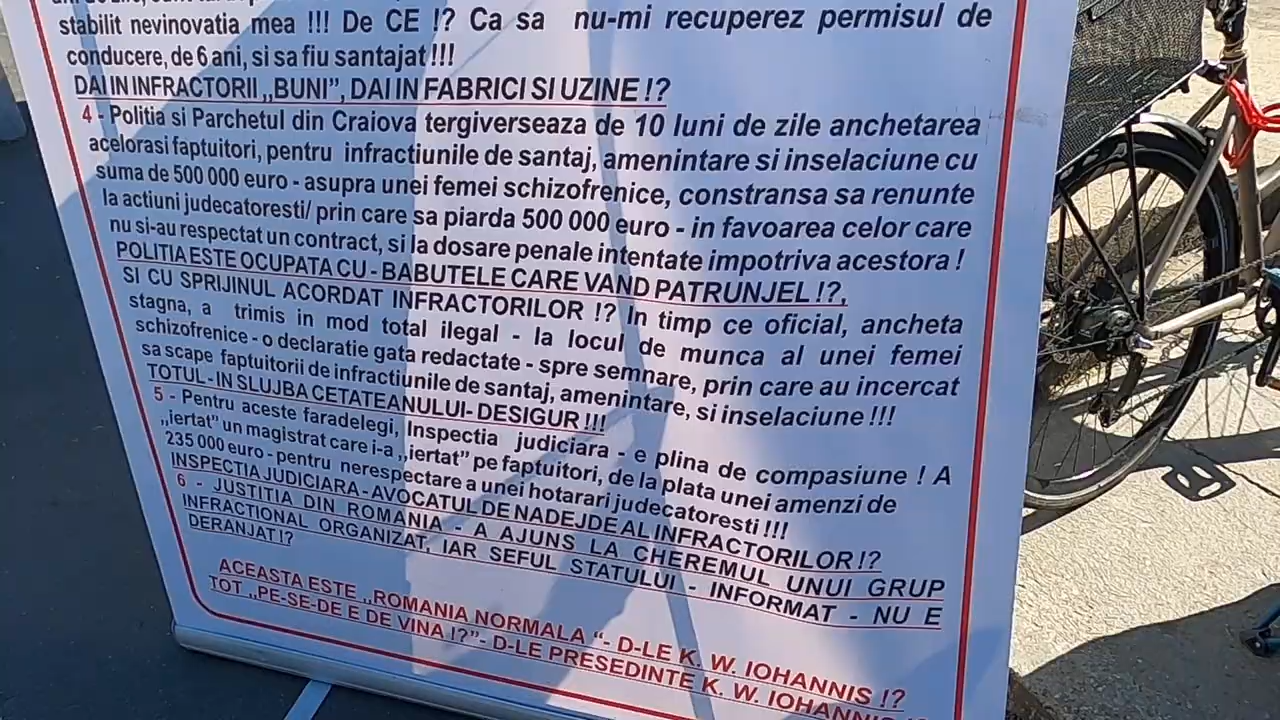 stabilit nevinovatia mea !!! De CE !? Ca sa nu-mi recuperez permisul de
conducere, de 6 ani, si sa fiu santajat !!!
DAI IN INFRACTORII „BUNI”, DAI IN FABRICI SI UZINE !?
4 - Politia si Parchetul din Craiova tergiverseaza de 10 luni de zile anchetarea
acelorasi faptuitori, pentru infractiunile de santaj, amenintare si inselaciune cu
suma de 500 000 euro - asupra unei femei schizofrenice, constransa sa renunte
la actiuni judecatoresti/ prin care sa piarda 500 000 euro - in favoarea celor care
nu si-au respectat un contract, si la dosare penale intentate impotriva acestora !
POLITIA ESTE OCUPATA CU - BABUTELE CARE VAND PATRUNJEL !?,
SI CU SPRIJINUL ACORDAT INFRACTORILOR !? In timp ce oficial, ancheta
stagna, a trimis in mod total ilegal - la locul de munca al unei femei
schizofrenice - o declaratie gata redactate - spre semnare, prin care au incercat
sa scape faptuitorii de infractiunile de santaj, amenintare, si inselaciune !!!
TOTUL - IN SLUJBA CETATEANULUI- DESIGUR !!!
5 - Pentru aceste faradelegi, Inspectia judiciara - e plina de compasiune ! A
„iertat” un magistrat care i-a „iertat” pe faptuitori, de la plata unei amenzi de
235 000 euro - pentru nerespectare a unei hotarari judecatoresti !!!
INSPECTIA JUDICIARA - AVOCATUL DE NADEJDE AL INFRACTORILOR !?
6 - JUSTITIA DIN ROMANIA - A AJUNS LA CHEREMUL UNUI GRUP
INFRACTIONAL ORGANIZAT, IAR SEFUL STATULUI - INFORMAT - NU E
DERANJAT !?
ACEASTA ESTE „ROMANIA NORMALA “- D-LE K. W. IOHANNIS !?
TOT „PE-SE-DE E DE VINA !?”- D-LE PRESEDINTE K. W. IOHANNIS